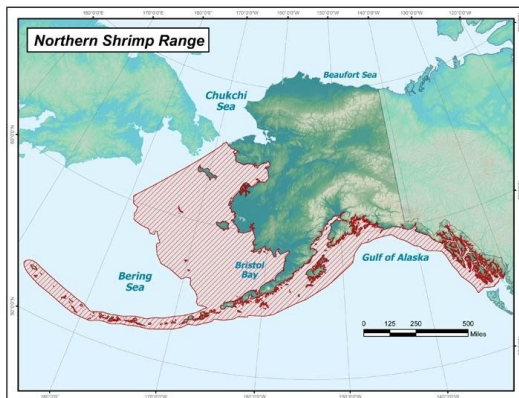 Northern Shrimp Range
Beaufort Sea
Chukchi
Sea
Bering
Sea
Bristol
Bay
Gulf of Alaska
0 125 250 500
Miles